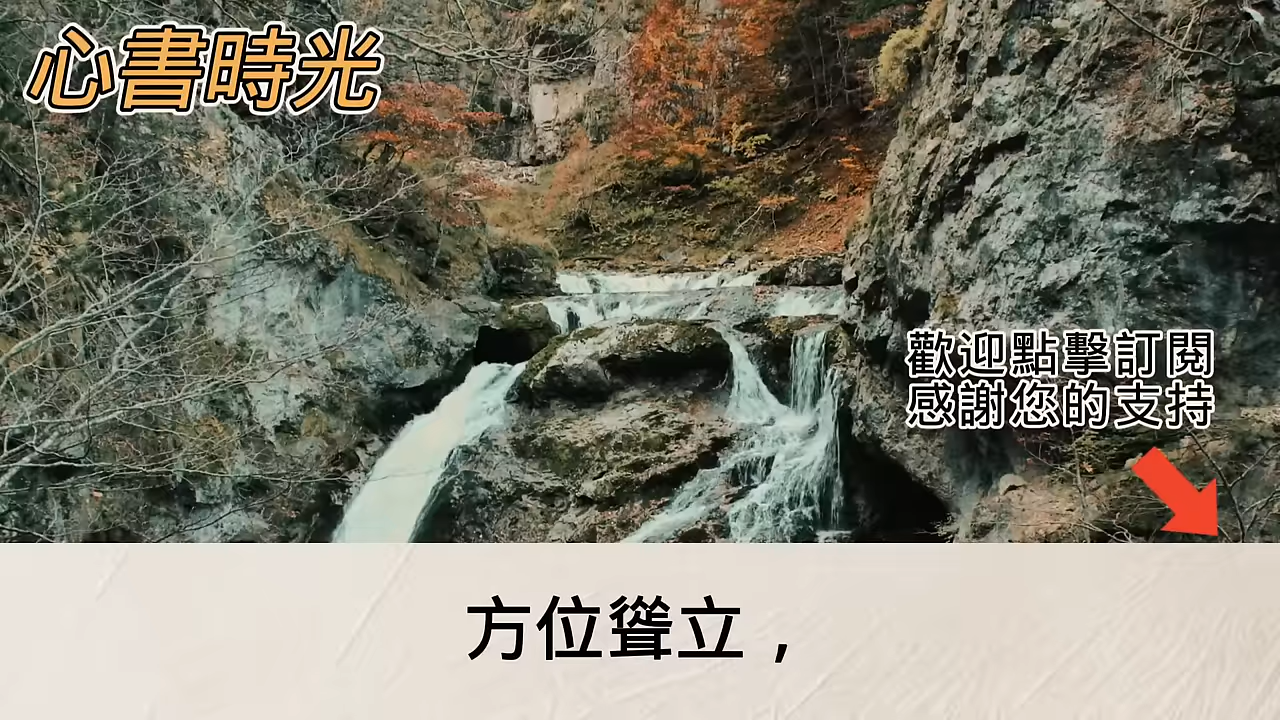 心書時光
歡迎點擊訂閱
感謝您的支持
方位聳立，